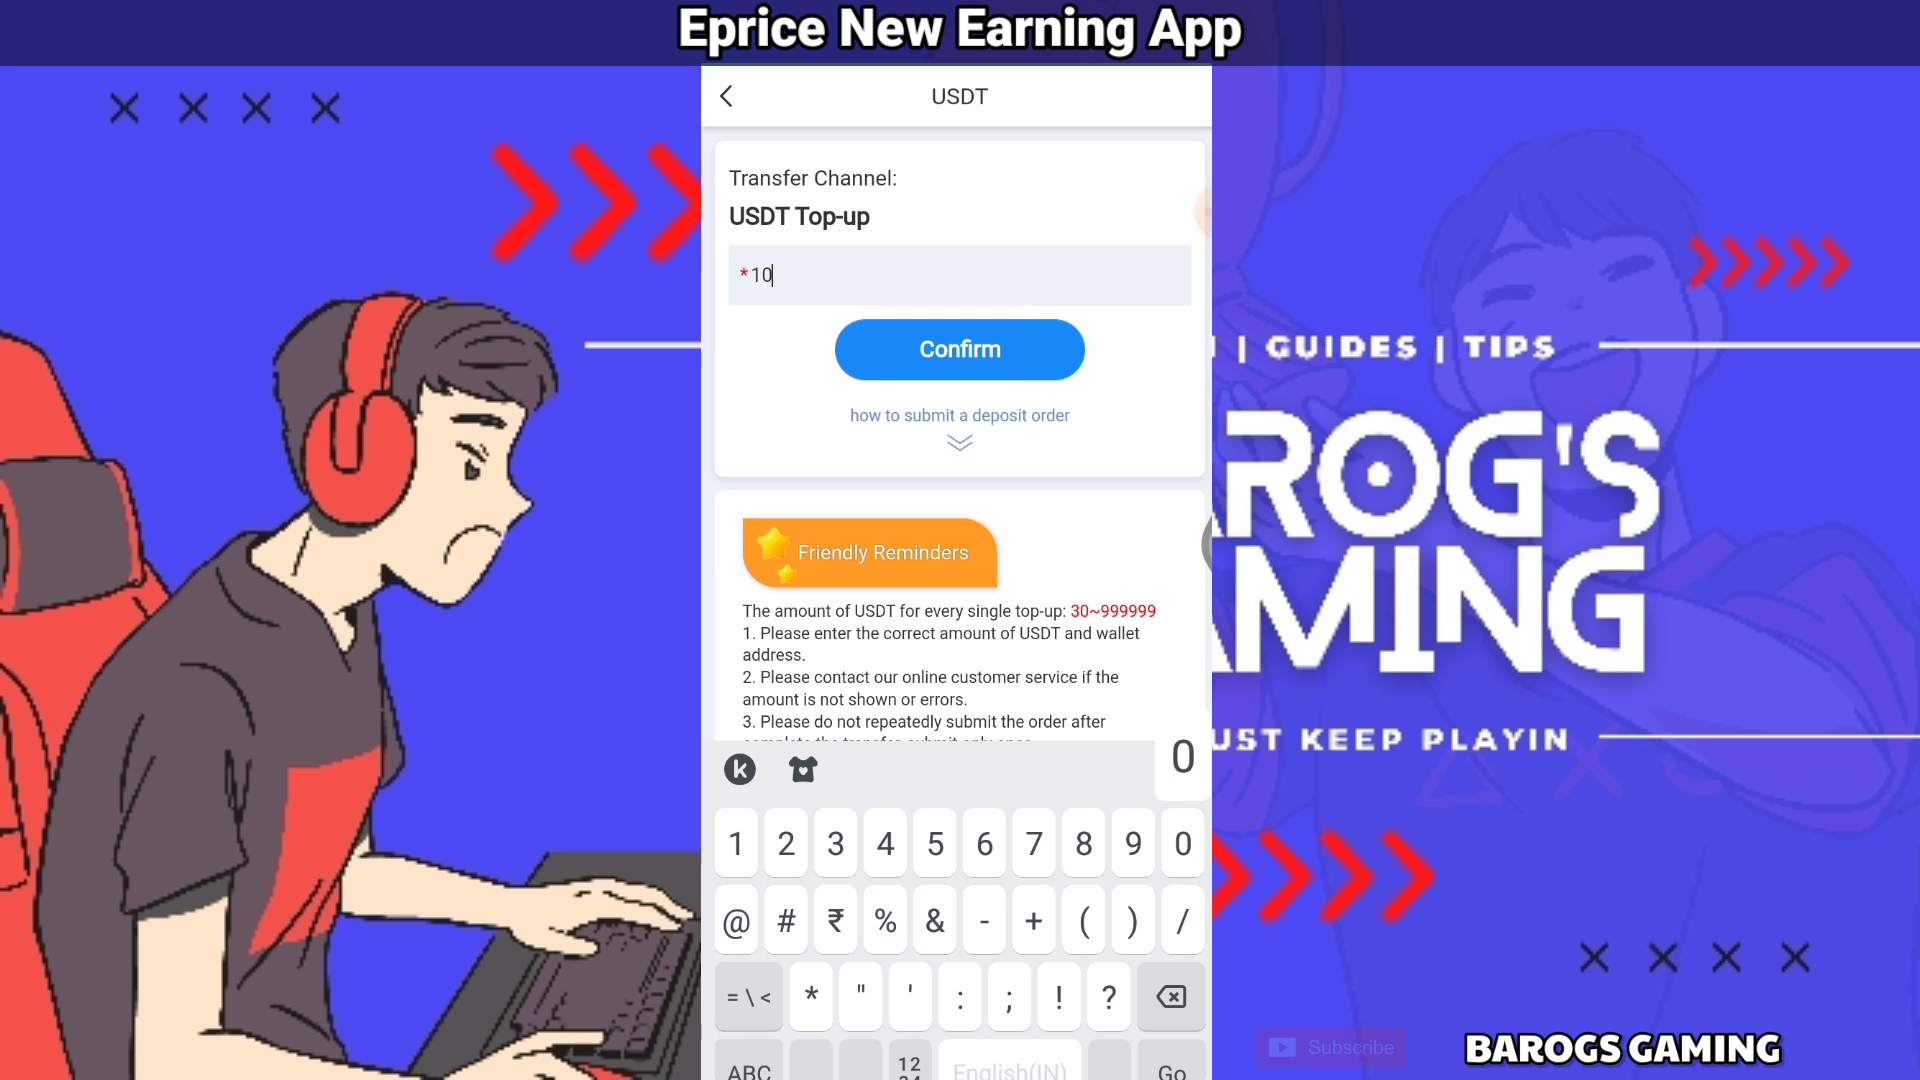 Eprice New Earning App
USDT
Transfer Channel:
USDT Top-up
*10
Confirm
how to submit a deposit order
Friendly Reminders
The amount of USDT for every single top-up: 30~999999
1. Please enter the correct amount of USDT and wallet
address.
2. Please contact our online customer service if the
amount is not shown or errors.
3. Please do not repeatedly submit the order after
| GUIDES | TIPS
ROG'S
AMING
UST KEEP PLAYIN
0
1 2 3 4 5 6 7 8 9 0
@ # ₹ % & - + ( ) /
= \ < * " ' : ; ! ?
ABC 12 34 English(IN) Go
Subscribe
BAROGS GAMING